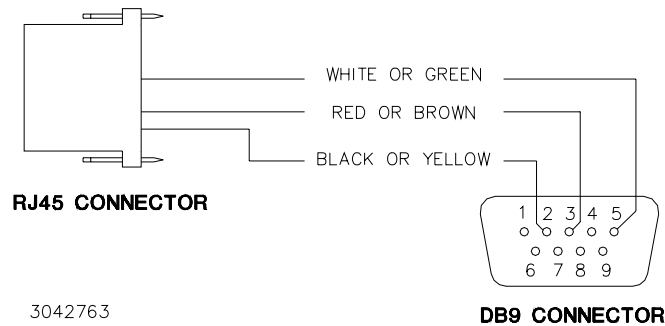 WHITE OR GREEN
RED OR BROWN
BLACK OR YELLOW
RJ45 CONNECTOR
1 2 3 4 5
6 7 8 9
3042763
DB9 CONNECTOR